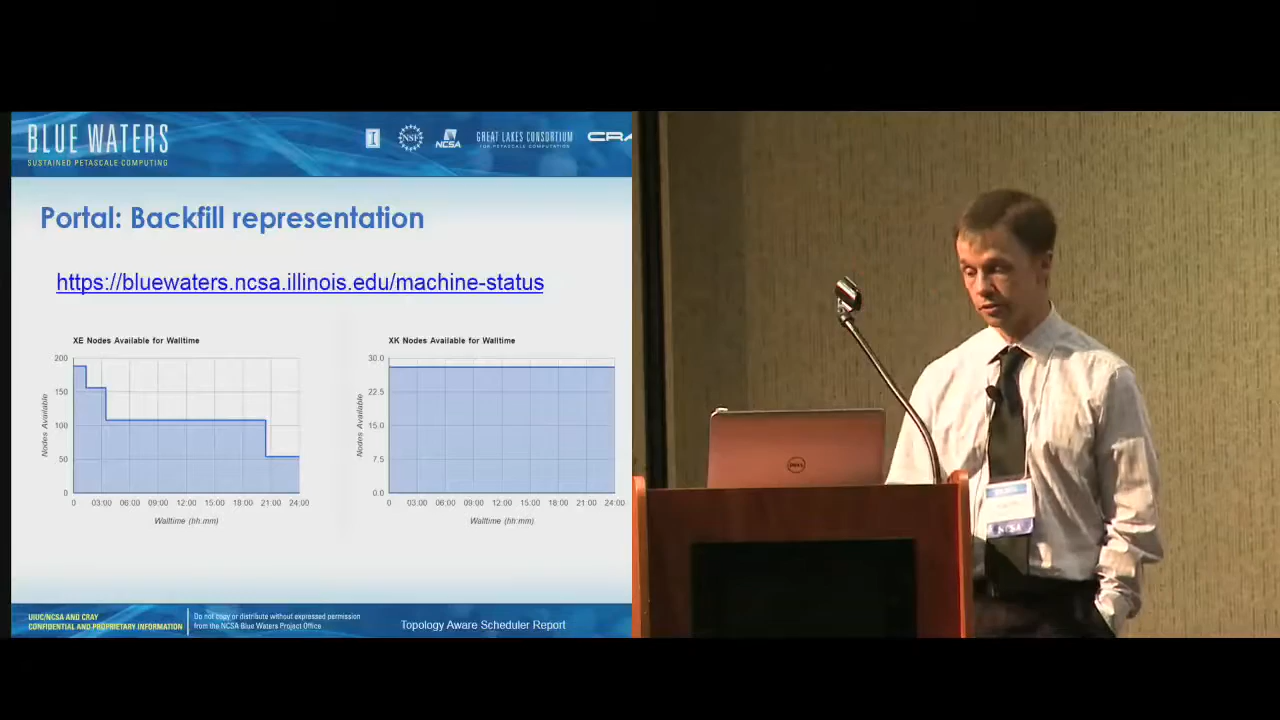 BLUE WATERS
SUSTAINED PETASCALE COMPUTING
I
NSF
NCSA
GREAT LAKES CONSORTIUM
FOR PETASCALE COMPUTATION
CRA
Portal: Backfill representation
https://bluewaters.ncsa.illinois.edu/machine-status
XE Nodes Available for Walltime
200
150
100
50
0
Nodes Available
0 03:00 06:00 09:00 12:00 15:00 18:00 21:00 24:00
Walltime (hh:mm)
XK Nodes Available for Walltime
30.0
22.5
15.0
7.5
0.0
Nodes Available
0 03:00 06:00 09:00 12:00 15:00 18:00 21:00 24:00
Walltime (hh:mm)
UIUC/NCSA AND CRAY
CONFIDENTIAL AND PROPRIETARY INFORMATION
Do not copy or distribute without expressed permission
from the NCSA Blue Waters Project Office
Topology Aware Scheduler Report
DELL
NCSA